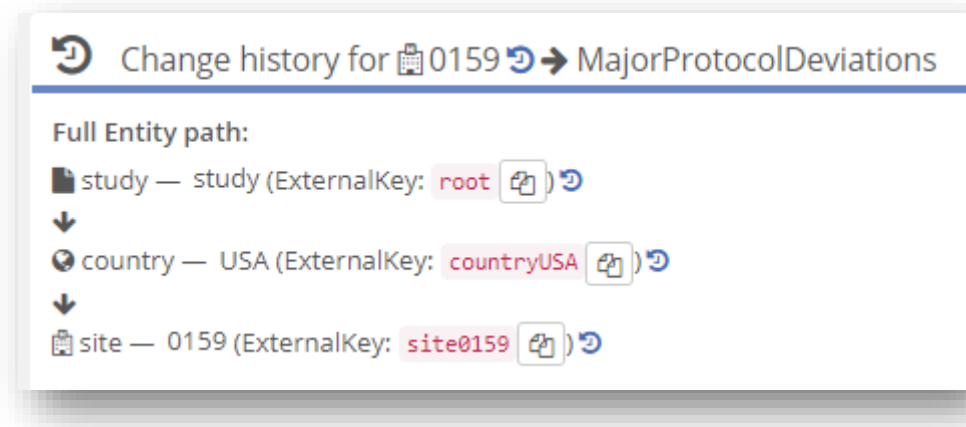 Change history for 0159 → MajorProtocolDeviations
Full Entity path:
study — study (ExternalKey: root )
country — USA (ExternalKey: countryUSA )
site — 0159 (ExternalKey: site0159 )